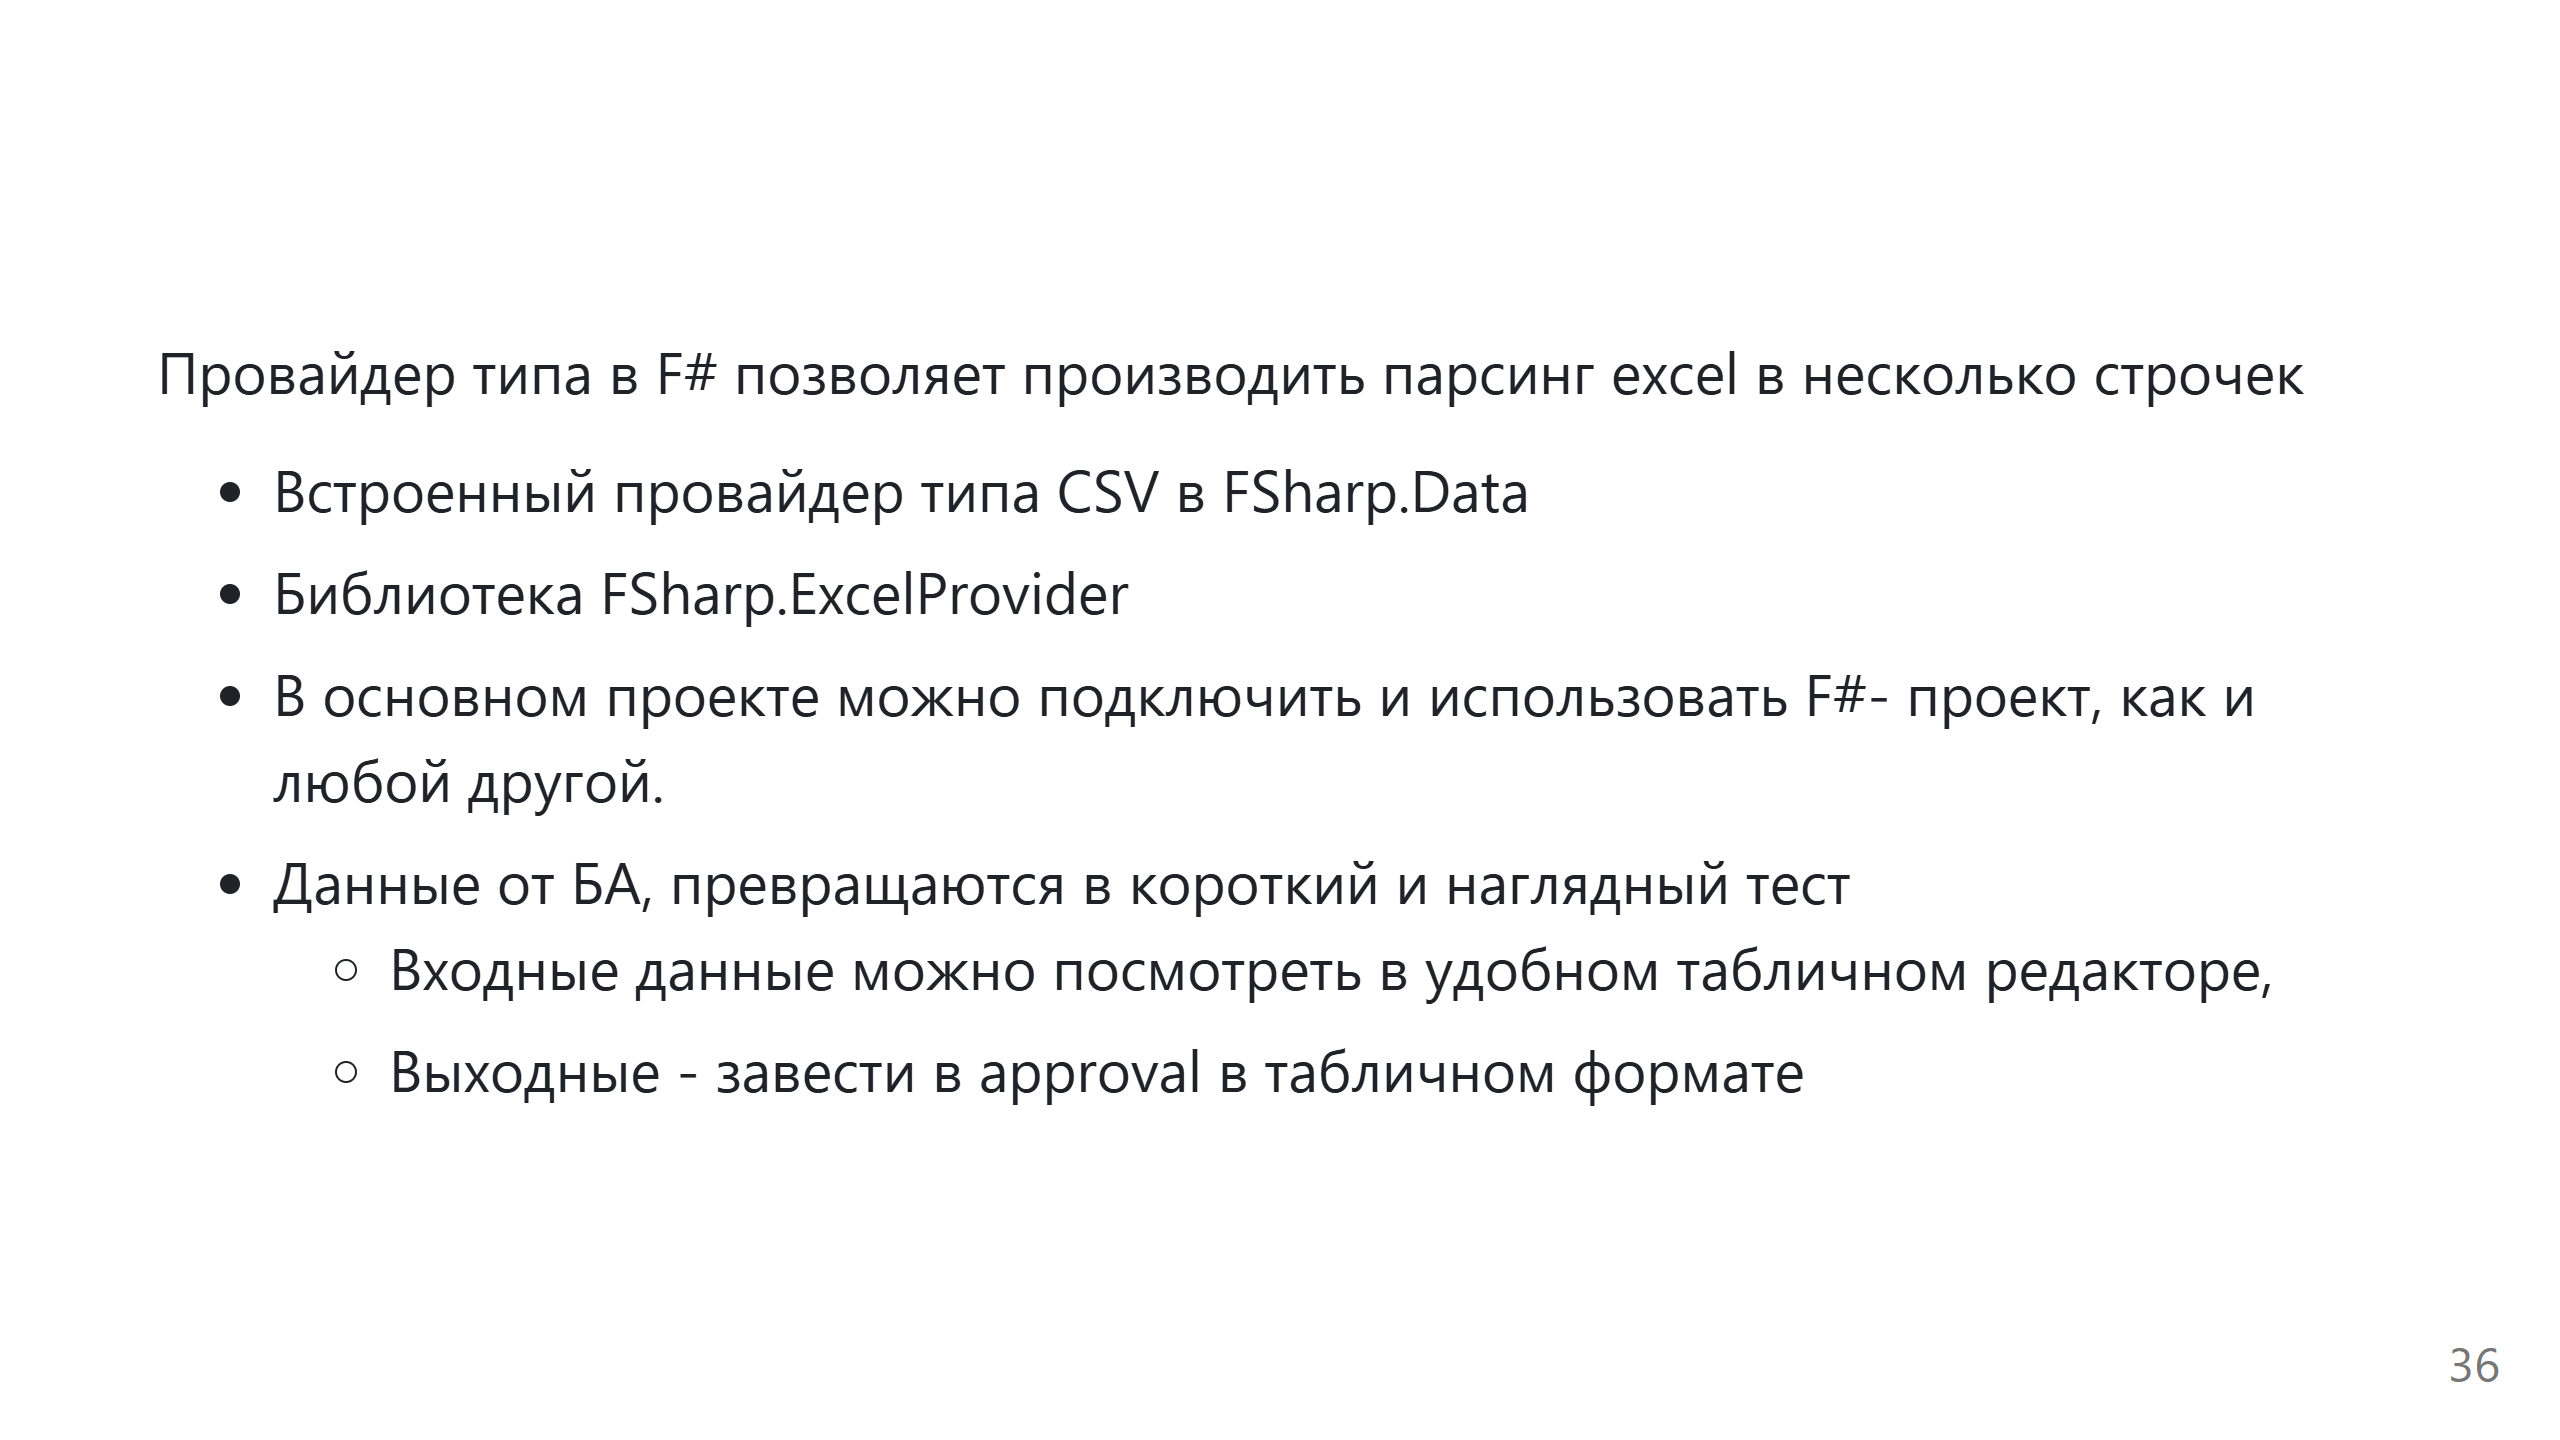 Провайдер типа в F# позволяет производить парсинг excel в несколько строчек
• Встроенный провайдер типа CSV в FSharp.Data
• Библиотека FSharp.ExcelProvider
• В основном проекте можно подключить и использовать F#- проект, как и
любой другой.
• Данные от БА, превращаются в короткий и наглядный тест
○ Входные данные можно посмотреть в удобном табличном редакторе,
○ Выходные - завести в approval в табличном формате
36